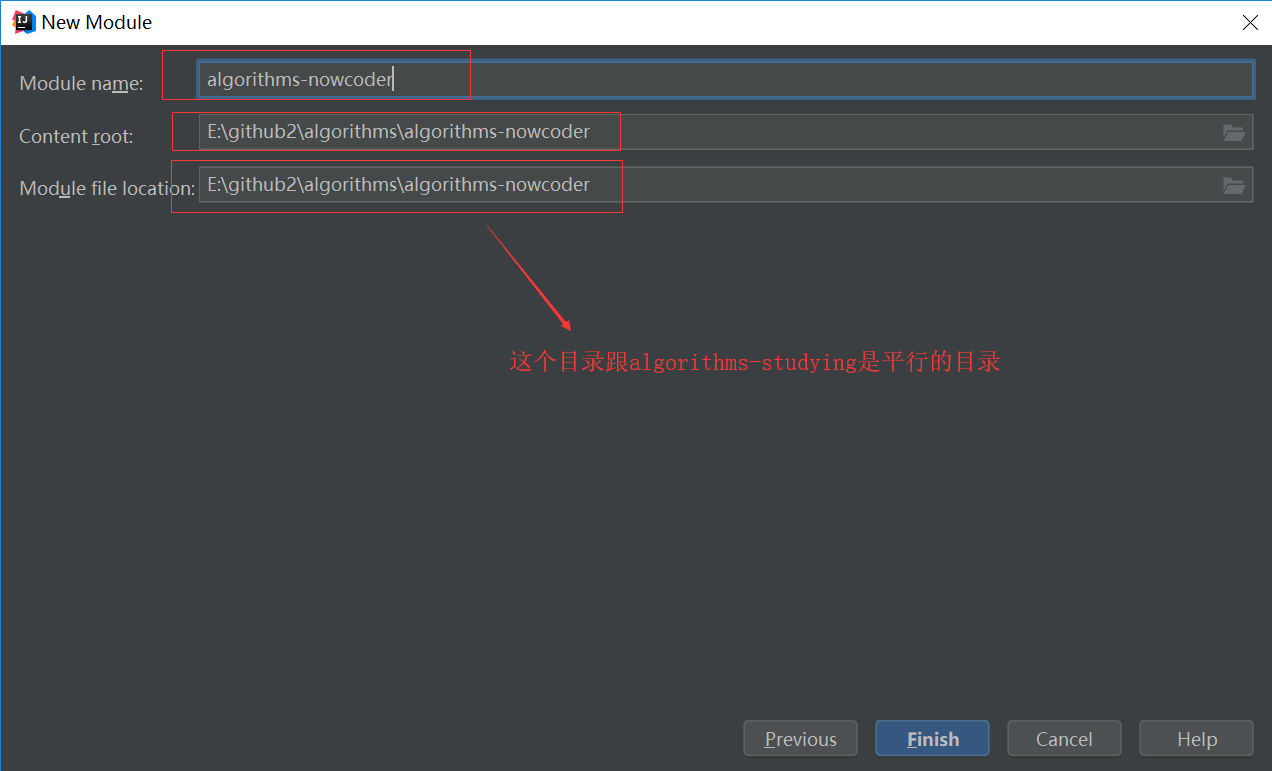 New Module
Module name: algorithms-nowcoder
Content root: E:\github2\algorithms\algorithms-nowcoder
Module file location: E:\github2\algorithms\algorithms-nowcoder
这个目录跟algorithms-studying是平行的目录
Previous Finish Cancel Help